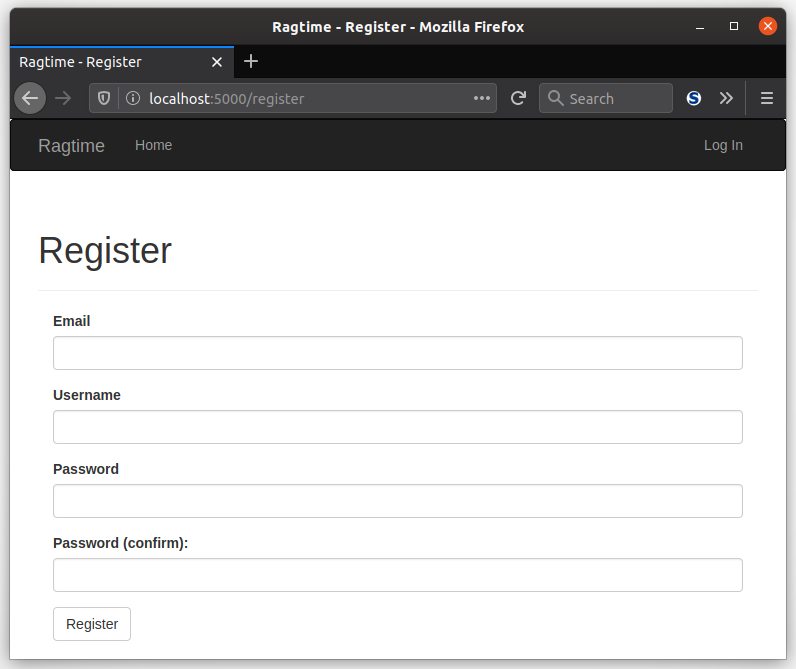 Ragtime - Register - Mozilla Firefox
Ragtime - Register
localhost:5000/register
Search
Ragtime Home Log In
Register
Email
Username
Password
Password (confirm):
Register